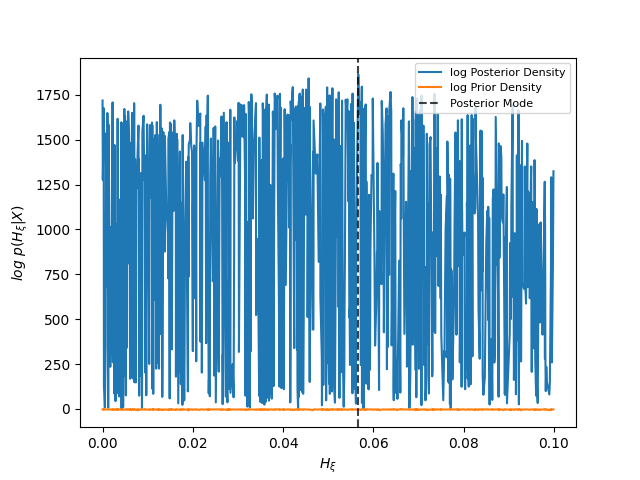 log Posterior Density
log Prior Density
Posterior Mode
1750
1500
1250
1000
750
500
250
0
log p(H_ξ|X)
0.00 0.02 0.04 0.06 0.08 0.10
H_ξ